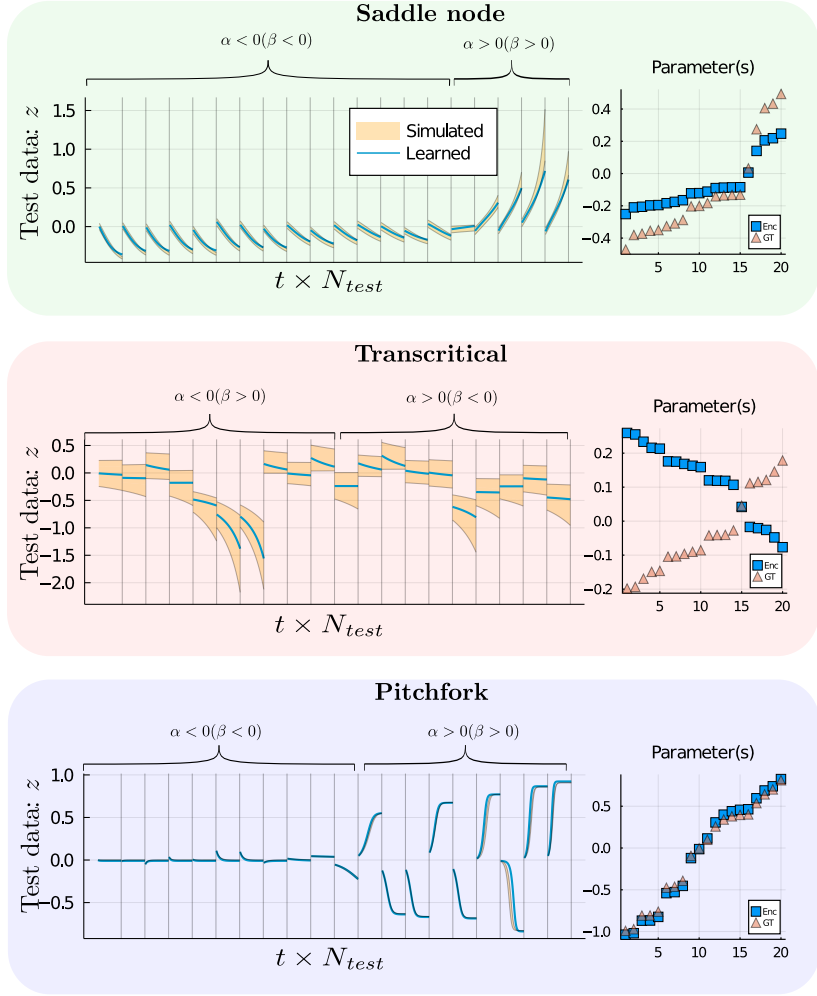 Saddle node
α < 0(β < 0)
α > 0(β > 0)
Parameter(s)
Test data: z
1.5
1.0
0.5
0.0
Simulated
Learned
t × N_test
0.4
0.2
0.0
−0.2
−0.4
Enc
GT
5 10 15 20
Transcritical
α < 0(β > 0)
α > 0(β < 0)
Parameter(s)
Test data: z
0.5
0.0
−0.5
−1.0
−1.5
−2.0
t × N_test
0.2
0.1
0.0
−0.1
−0.2
Enc
GT
5 10 15 20
Pitchfork
α < 0(β < 0)
α > 0(β > 0)
Parameter(s)
Test data: z
1.0
0.5
0.0
−0.5
t × N_test
0.5
0.0
−0.5
−1.0
Enc
GT
5 10 15 20